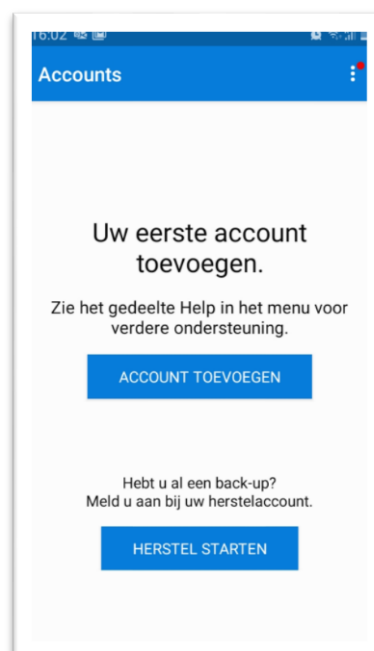 16:02
Accounts
Uw eerste account
toevoegen.
Zie het gedeelte Help in het menu voor
verdere ondersteuning.
ACCOUNT TOEVOEGEN
Hebt u al een back-up?
Meld u aan bij uw herstelaccount.
HERSTEL STARTEN